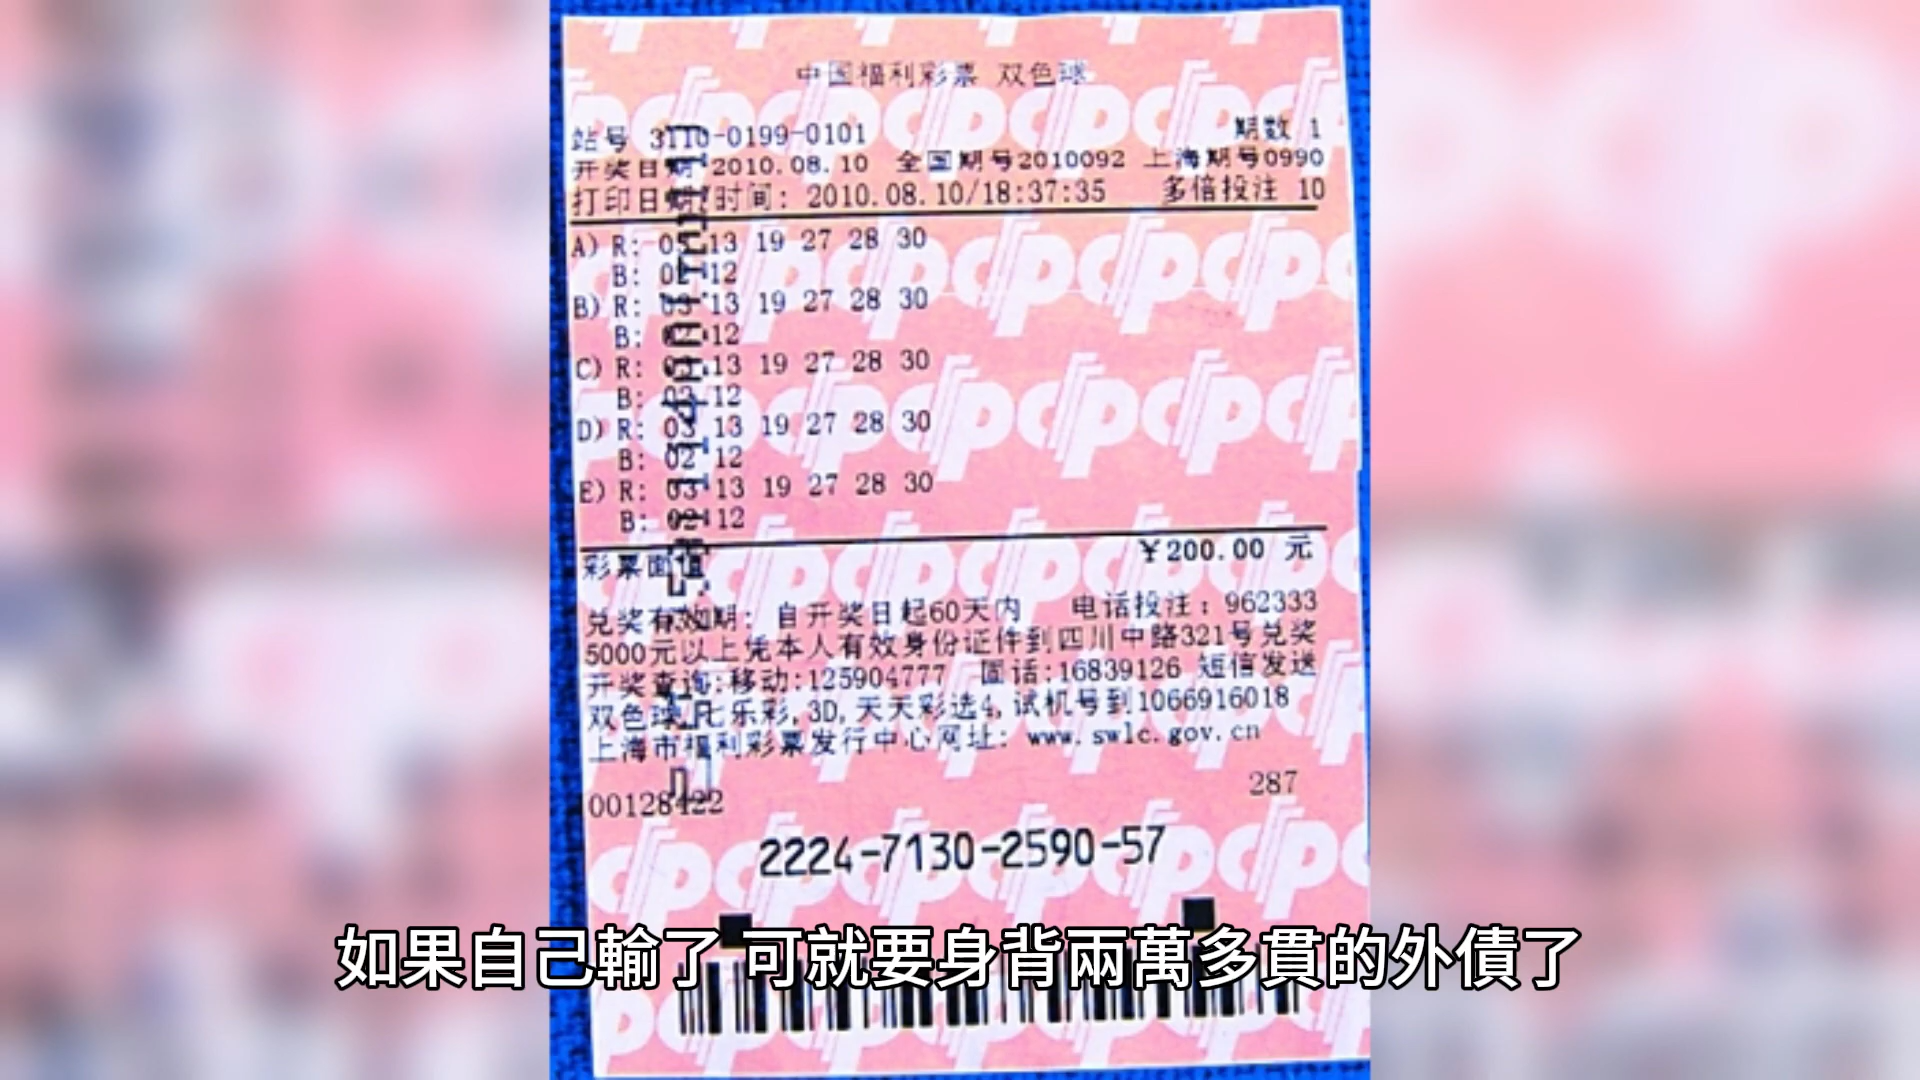 中国福利彩票 双色球
站号 3110-0199-0101 期数 1
开奖日期 2010.08.10 全国期号2010092 上海期号0990
打印日期/时间: 2010.08.10/18:37:35 多倍投注 10
A) R: 03 13 19 27 28 30
B: 02 12
B) R: 03 13 19 27 28 30
B: 02 12
C) R: 03 13 19 27 28 30
B: 02 12
D) R: 03 13 19 27 28 30
B: 02 12
E) R: 03 13 19 27 28 30
B: 02 12
彩票面值 ¥200.00 元
兑奖有效期: 自开奖日起60天内 电话投注: 962333
5000元以上凭本人有效身份证件到四川中路321号兑奖
开奖查询:移动:125904777 固话:16839126 短信发送
双色球,七乐彩,3D,天天彩选4,试机号到1066916018
上海市福利彩票发行中心网址: www.swlc.gov.cn
00128422 287
2224-7130-2590-57
如果自己輸了 可就要身背兩萬多貫的外債了